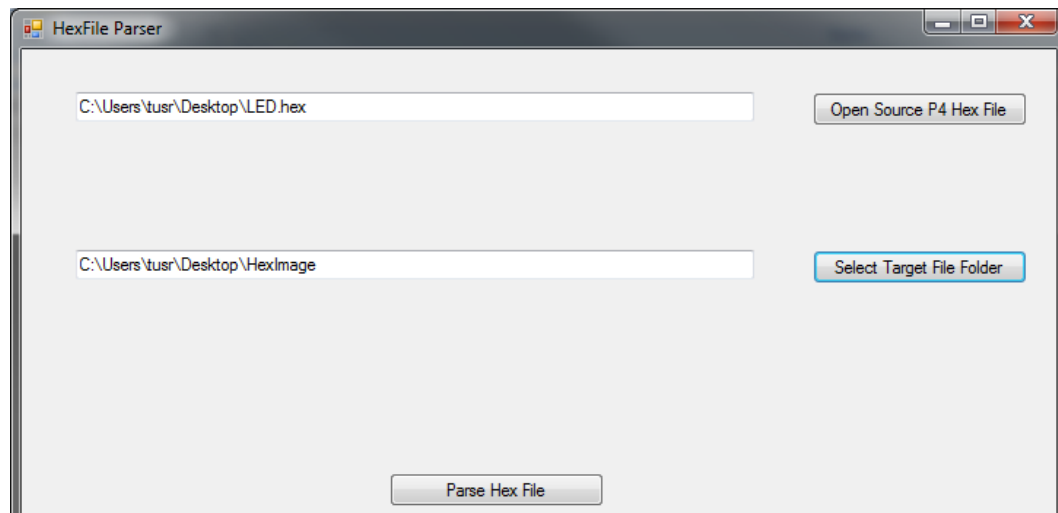 HexFile Parser
C:\Users\tusr\Desktop\LED.hex
Open Source P4 Hex File
C:\Users\tusr\Desktop\HexImage
Select Target File Folder
Parse Hex File